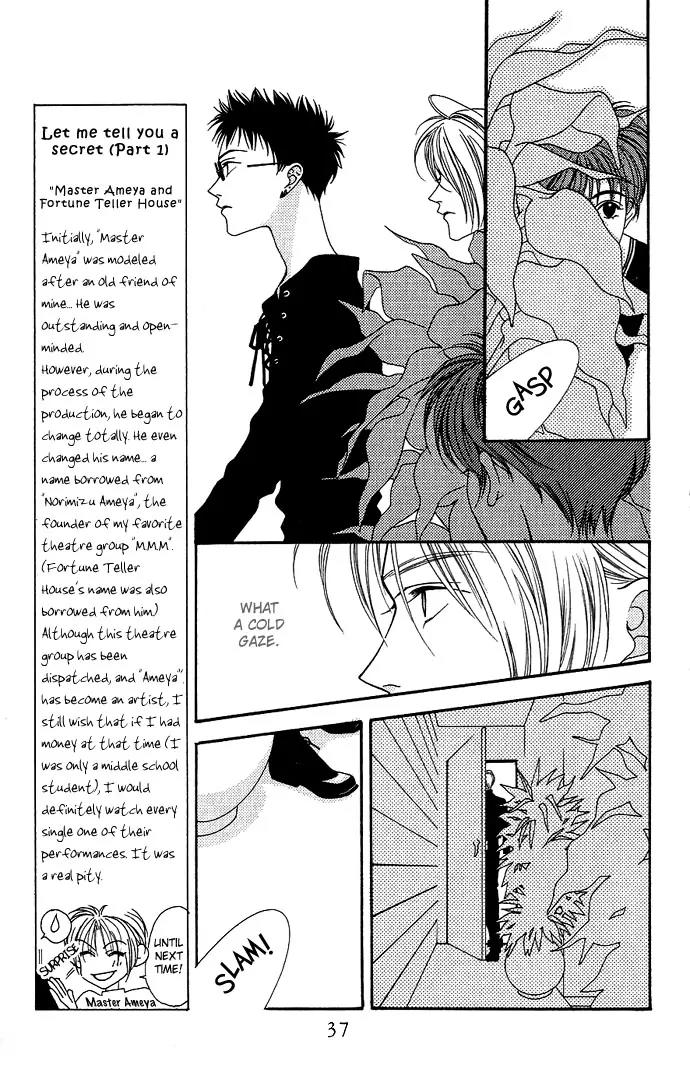 Let me tell you a
secret (Part 1)
"Master Ameya and
Fortune Teller House"
Initially, "Master
Ameya" was modeled
after an old friend of
mine... He was
outstanding and open-
minded.
However, during the
process of the
production, he began to
change totally. He even
changed his name... a
name borrowed from
"Norimizu Ameya", the
founder of my favorite
theatre group "M.M.M".
(Fortune Teller
House's name was also
borrowed from him)
Although this theatre
group has been
dispatched, and "Ameya"
has become an artist, I
still wish that if I had
money at that time (I
was only a middle school
student), I would
definitely watch every
single one of their
performances. It was
a real pity.
SURPRISE
UNTIL
NEXT
TIME!
Master Ameya
GASP
WHAT
A COLD
GAZE.
SLAM!
37